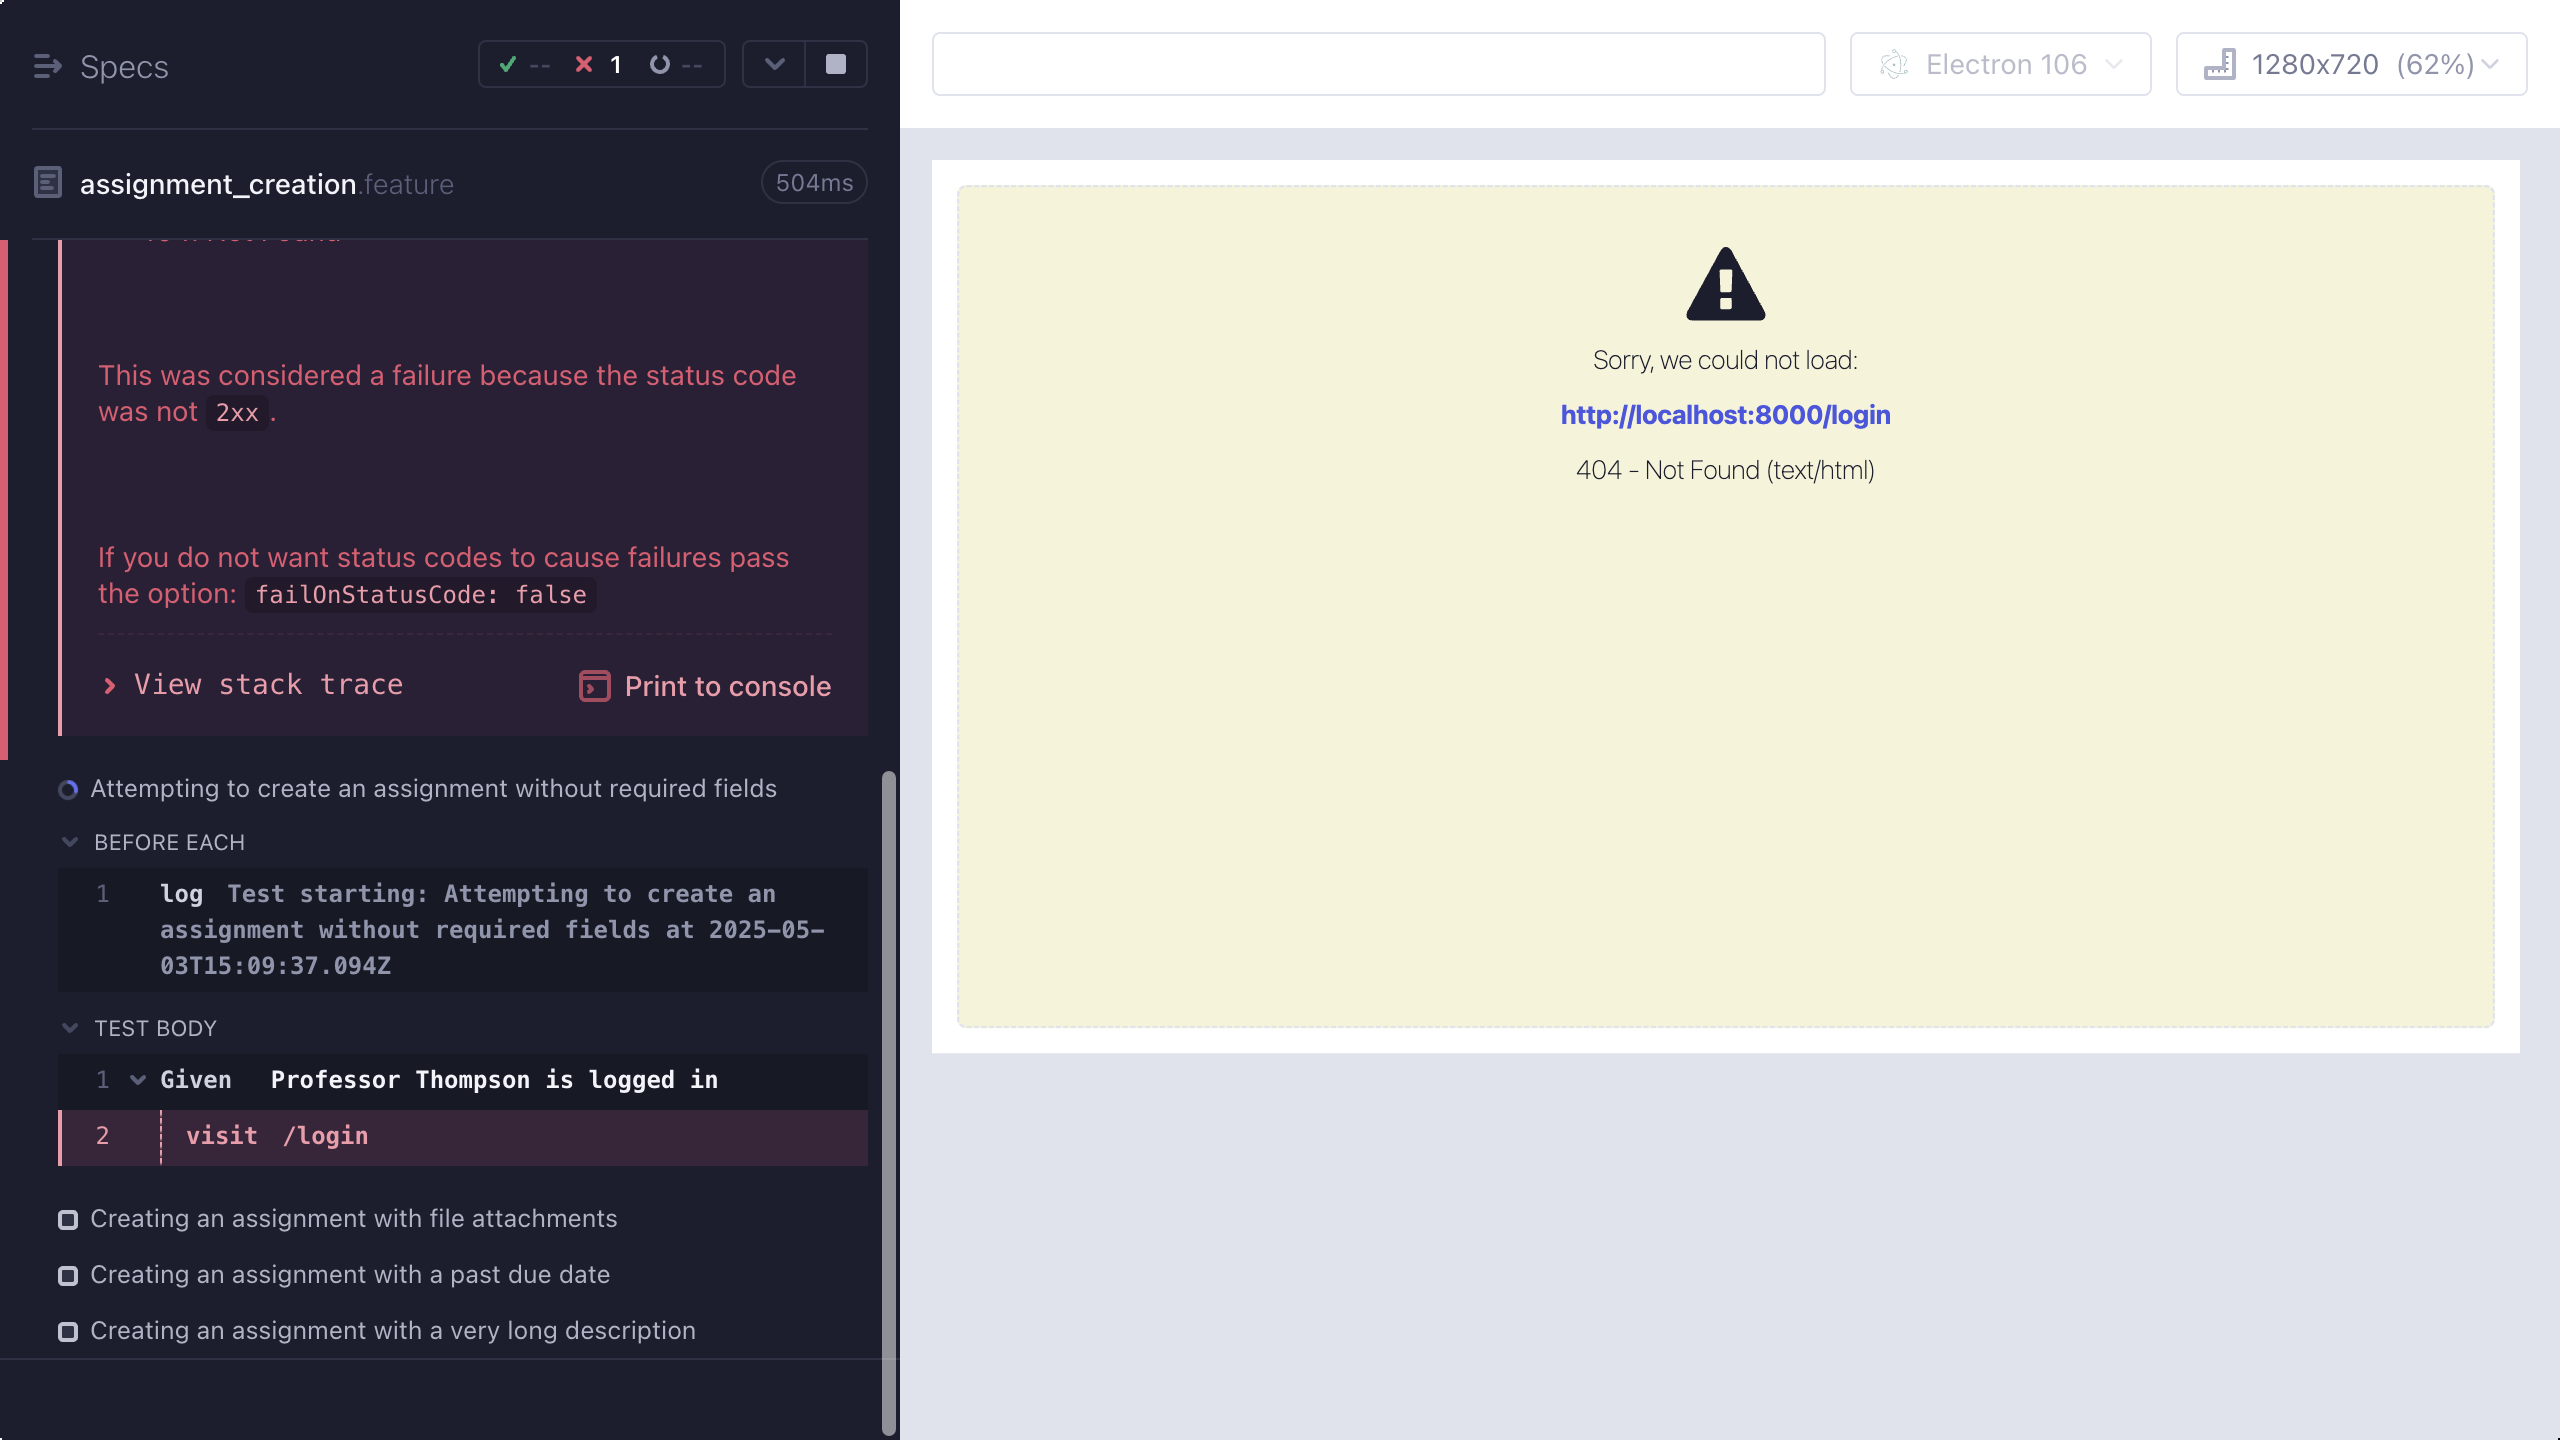 Specs
-- 1 --
assignment_creation.feature 504ms
This was considered a failure because the status code
was not 2xx.
If you do not want status codes to cause failures pass
the option: failOnStatusCode: false
View stack trace
Print to console
Attempting to create an assignment without required fields
BEFORE EACH
1 log Test starting: Attempting to create an
assignment without required fields at 2025-05-
03T15:09:37.094Z
TEST BODY
1 Given Professor Thompson is logged in
2 visit /login
Creating an assignment with file attachments
Creating an assignment with a past due date
Creating an assignment with a very long description
Electron 106
1280x720 (62%)
Sorry, we could not load:
http://localhost:8000/login
404 - Not Found (text/html)